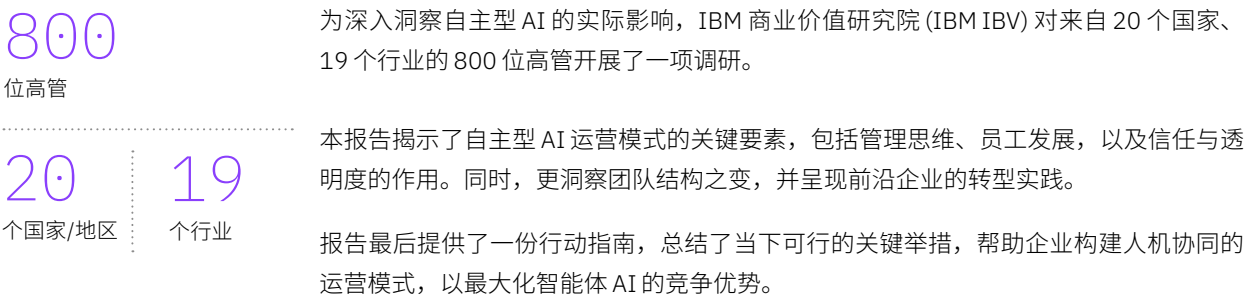 800
位高管
20
个国家/地区
19
个行业
为深入洞察自主型 AI 的实际影响，IBM 商业价值研究院 (IBM IBV) 对来自 20 个国家、
19 个行业的 800 位高管开展了一项调研。
本报告揭示了自主型 AI 运营模式的关键要素，包括管理思维、员工发展，以及信任与透
明度的作用。同时，更洞察团队结构之变，并呈现前沿企业的转型实践。
报告最后提供了一份行动指南，总结了当下可行的关键举措，帮助企业构建人机协同的
运营模式，以最大化智能体 AI 的竞争优势。